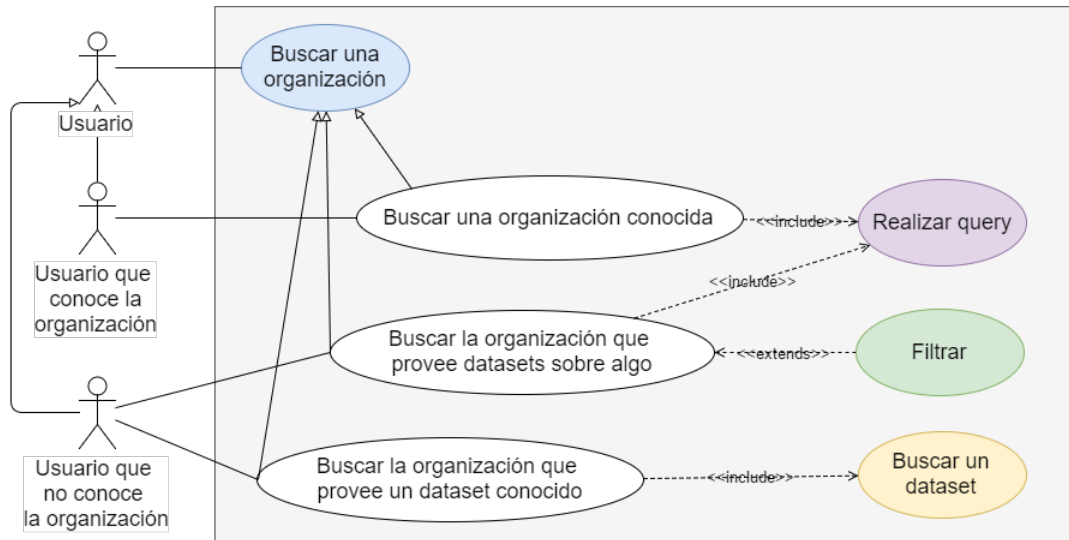 Buscar una
organización
Usuario
Buscar una organización conocida
<<include>>
Realizar query
Usuario que
conoce la
organización
<<include>>
Buscar la organización que
provee datasets sobre algo
<<extends>>
Filtrar
Usuario que
no conoce
la organización
Buscar la organización que
provee un dataset conocido
<<include>>
Buscar un
dataset